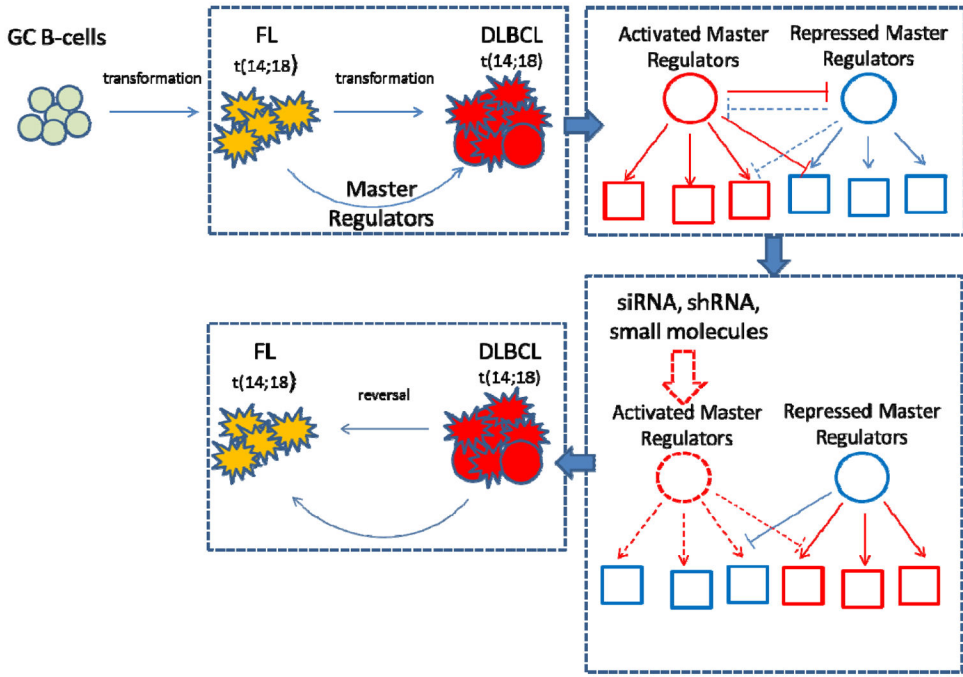 GC B-cells
transformation
FL
t(14;18)
transformation
DLBCL
t(14;18)
Master
Regulators
Activated Master
Regulators
Repressed Master
Regulators
siRNA, shRNA,
small molecules
Activated Master
Regulators
Repressed Master
Regulators
FL
t(14;18)
reversal
DLBCL
t(14;18)